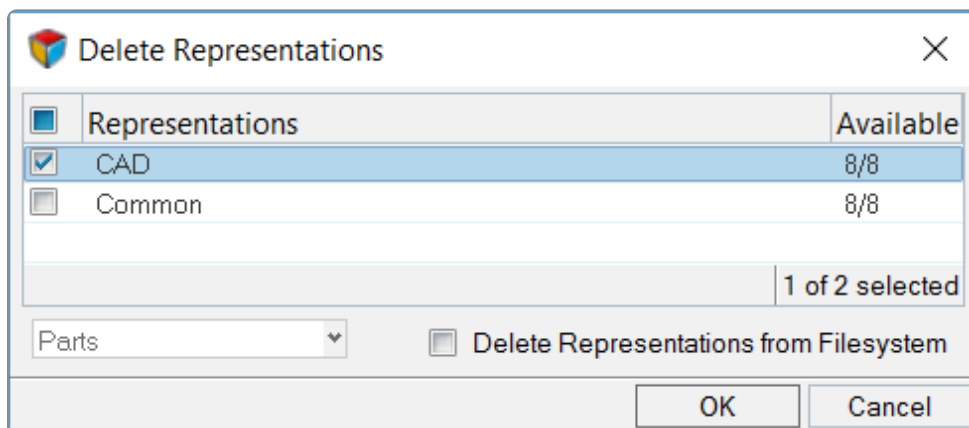 Delete Representations
Representations Available
CAD 8/8
Common 8/8
1 of 2 selected
Parts Delete Representations from Filesystem
OK Cancel